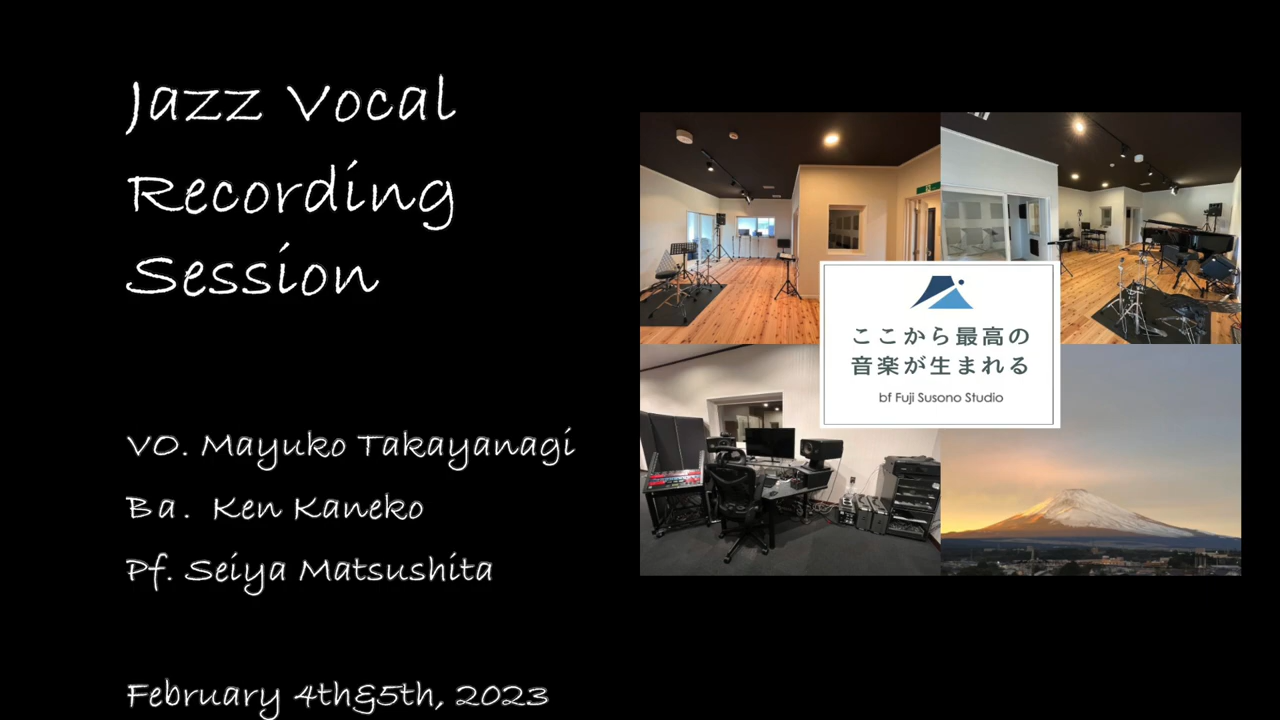 Jazz Vocal
Recording
Session
VO. Mayuko Takayanagi
Ba. Ken Kaneko
Pf. Seiya Matsushita
February 4th&5th, 2023
ここから最高の
音楽が生まれる
bf Fuji Susono Studio